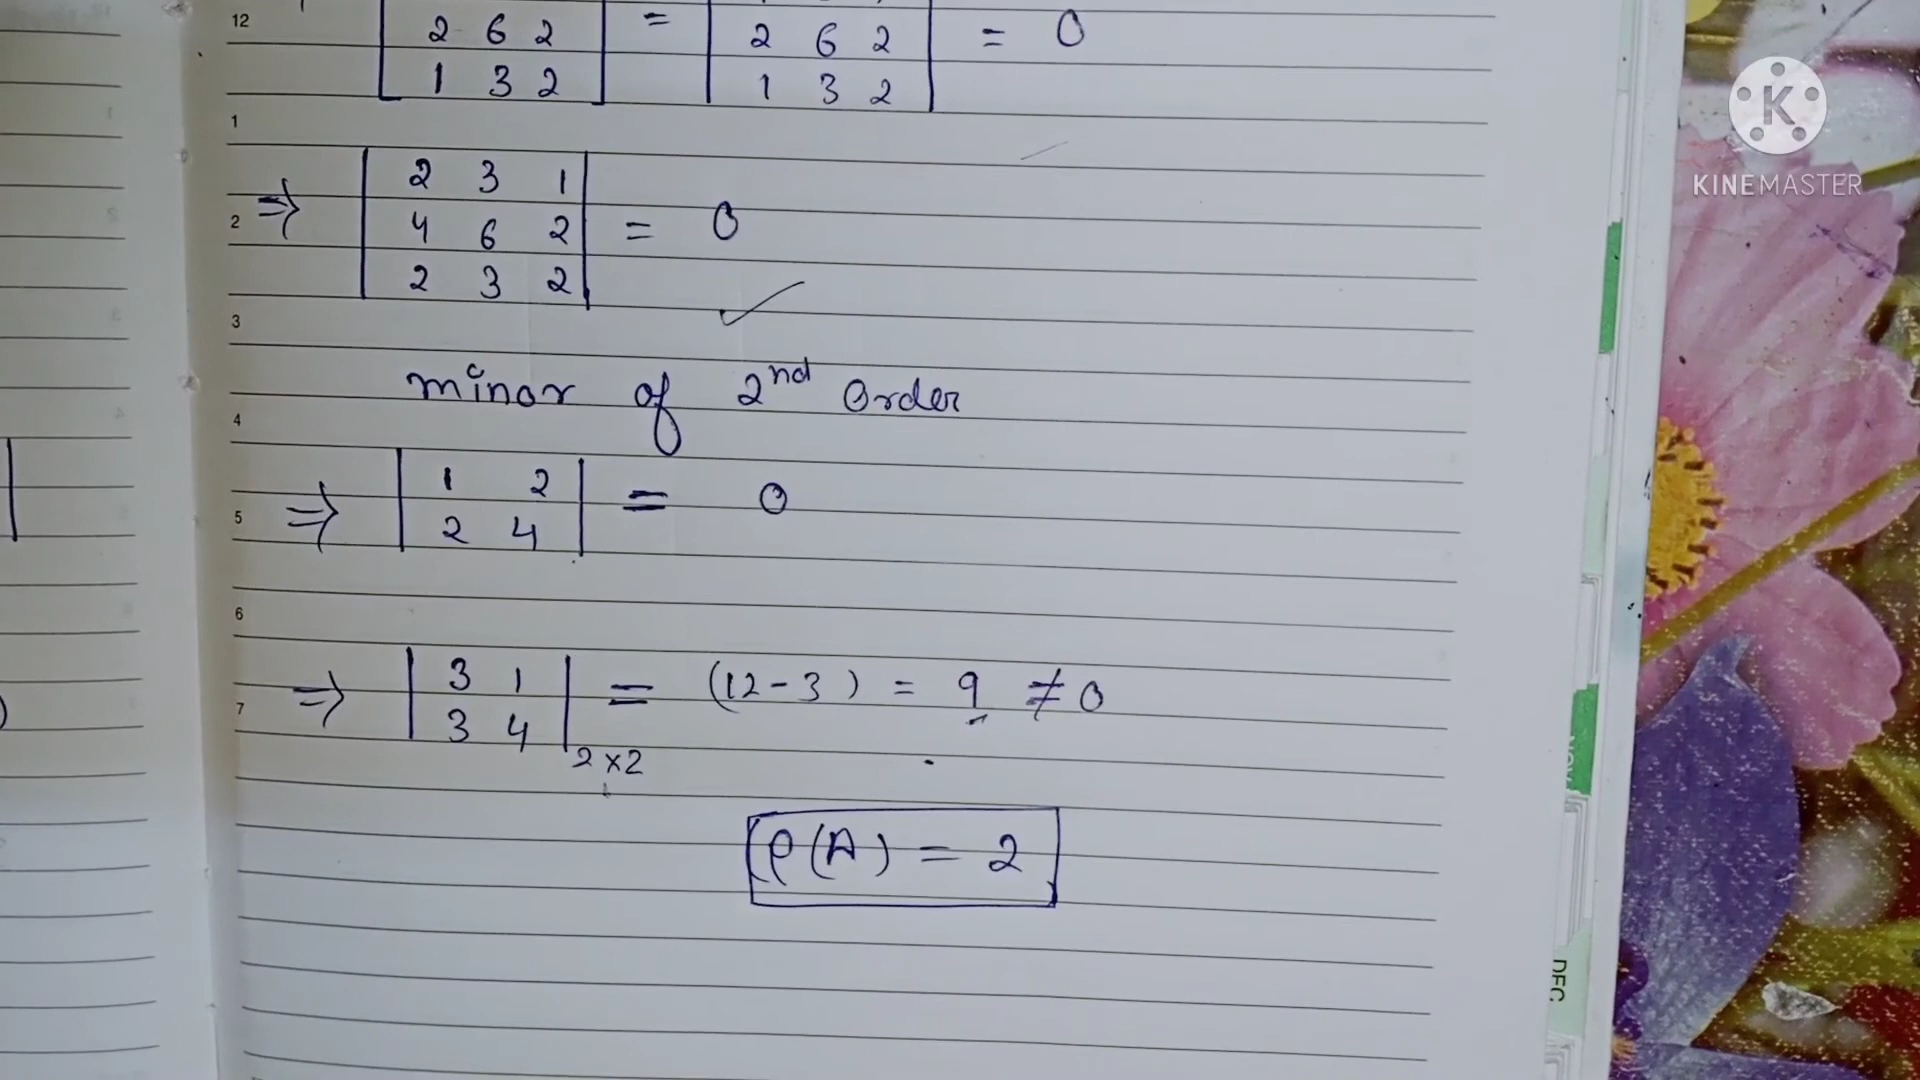 12
2 6 2 = 2 6 2 = 0
1 3 2 1 3 2
1
2 3 1
2 ⇒ 4 6 2 = 0
2 3 2
3
minor of 2nd Order
4
1 2
5 ⇒ 2 4 = 0
6
⇒ 3 1 = (12-3) = 9 ≠ 0
7 3 4 2×2
ρ(A) = 2
KINEMASTER
K
DEC